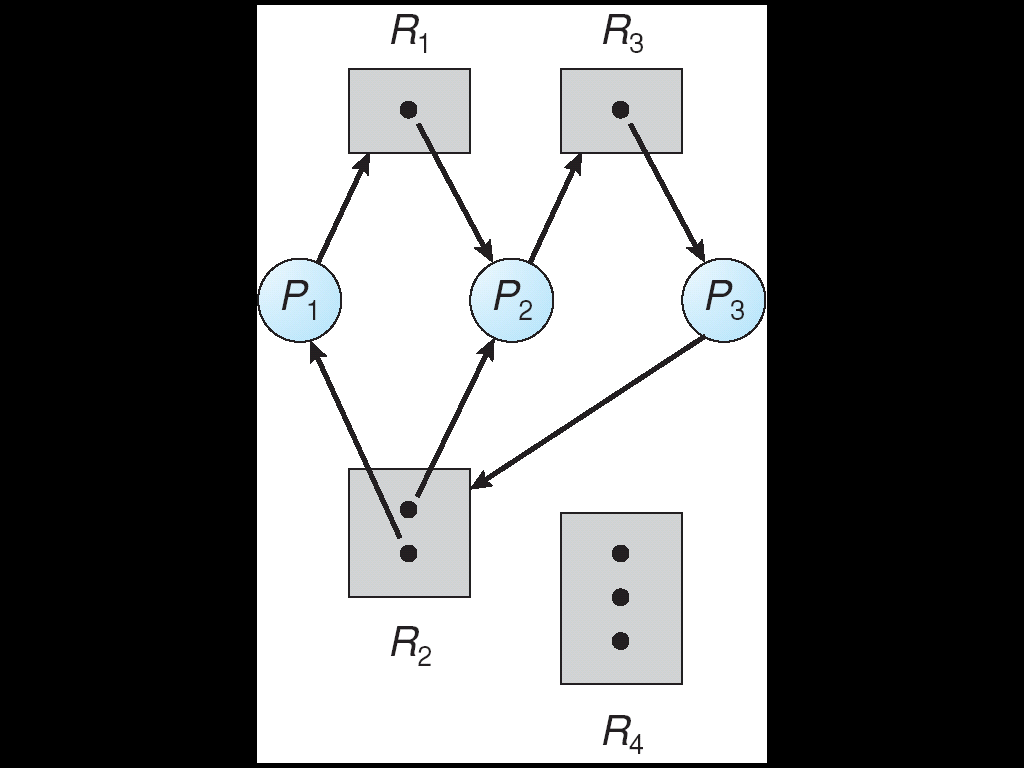 R₁ R₃
P₁ P₂ P₃
R₂
R₄